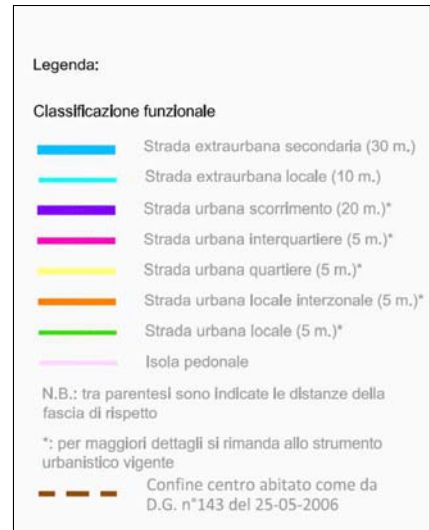 Legenda:
Classificazione funzionale
Strada extraurbana secondaria (30 m.)
Strada extraurbana locale (10 m.)
Strada urbana scorrimento (20 m.)*
Strada urbana interquartiere (5 m.)*
Strada urbana quartiere (5 m.)*
Strada urbana locale interzonale (5 m.)*
Strada urbana locale (5 m.)*
Isola pedonale
N.B.: tra parentesi sono indicate le distanze della
fascia di rispetto
*: per maggiori dettagli si rimanda allo strumento
urbanistico vigente
Confine centro abitato come da
D.G. n°143 del 25-05-2006